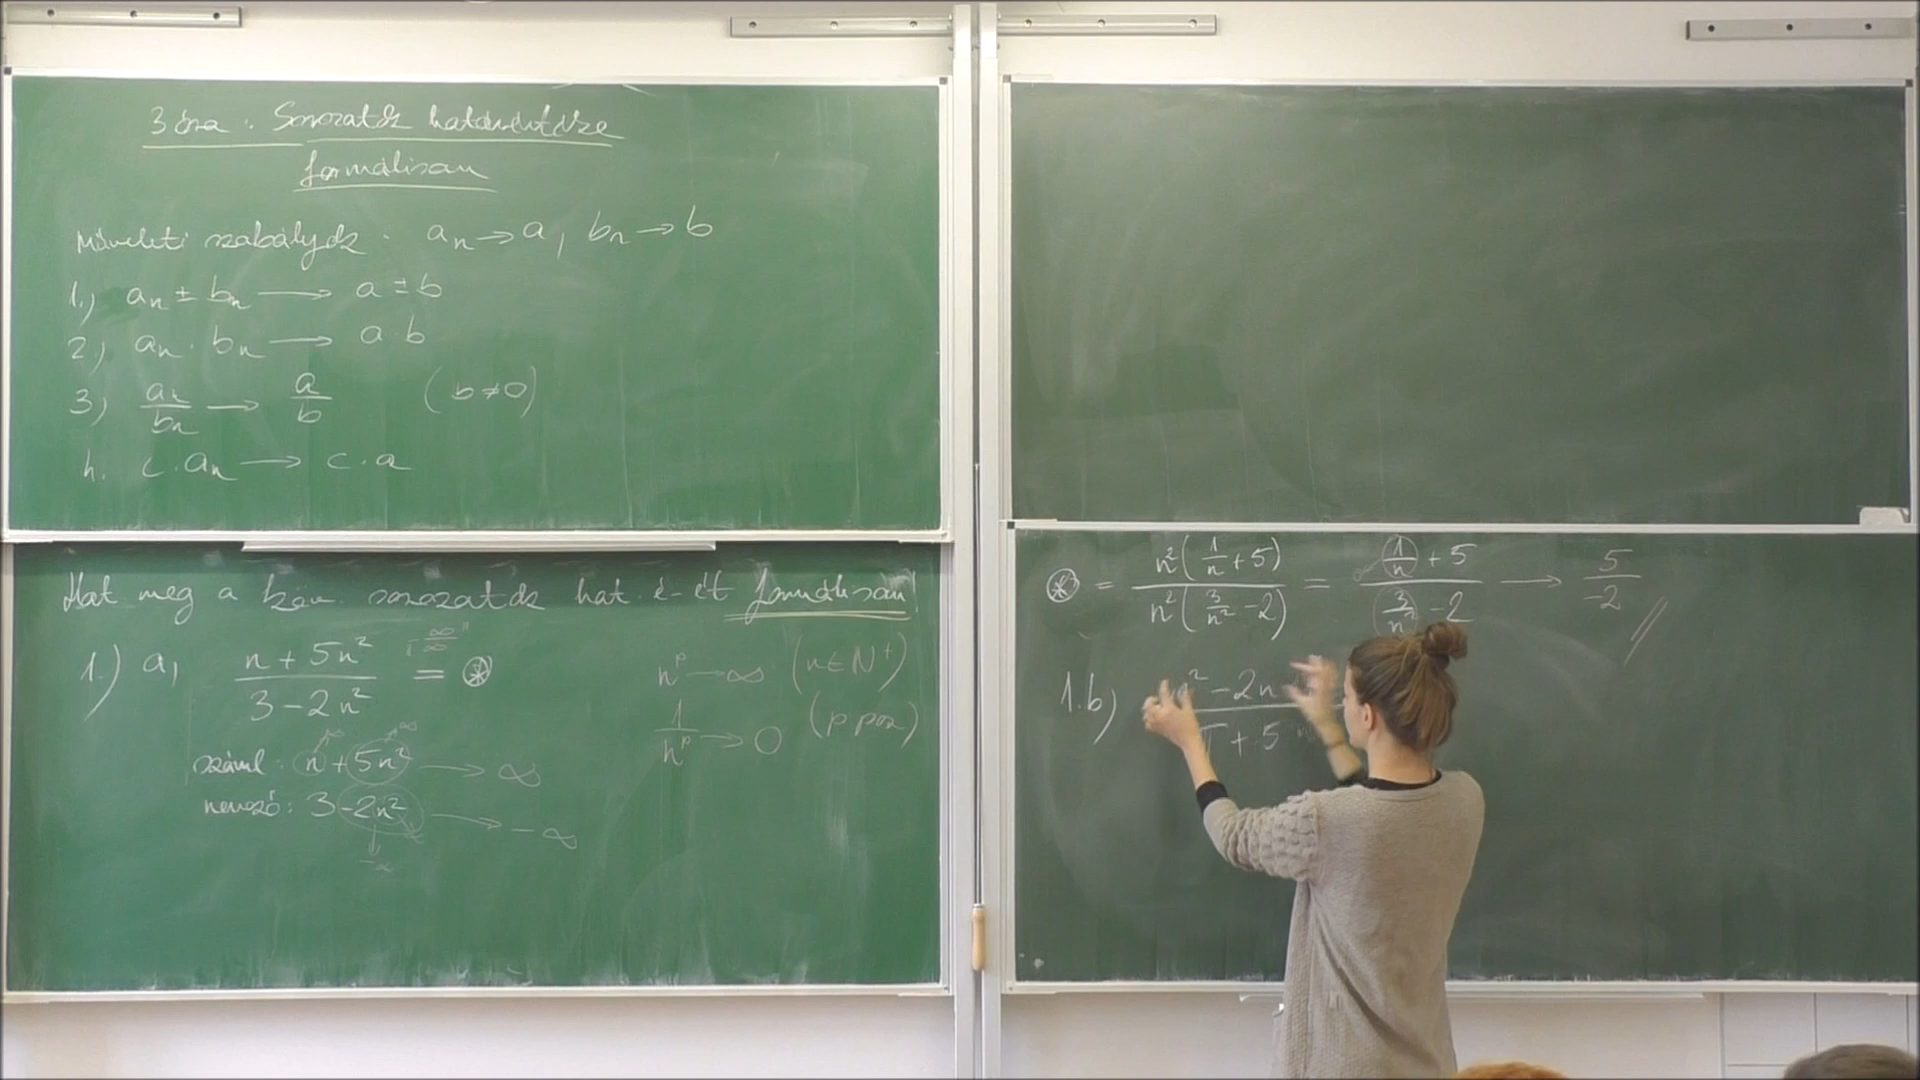 3 óra: Sorozatok határértéke
formálisan
Műveleti szabályok. aₙ → a, bₙ → b
1.) aₙ ± bₙ → a ± b
2.) aₙ · bₙ → a · b
3.) aₙ/bₙ → a/b (b ≠ 0)
4. c · aₙ → c · a
Hat meg a köv. sorozatok hat. é-ét formálisan
1.) a, (n + 5n²)/(3 - 2n²) "∞/-∞" = ⊛
száml: n + 5n² → ∞
nevező: 3 - 2n² → -∞
-∞
nᵖ → ∞ (n ∈ N⁺)
1/nᵖ → 0 (p poz)
⊛ = n²(1/n + 5)/n²(3/n² - 2) = (1/n + 5)/(3/n² - 2) → 5/-2 //
1.b) ² - 2n
+ 5